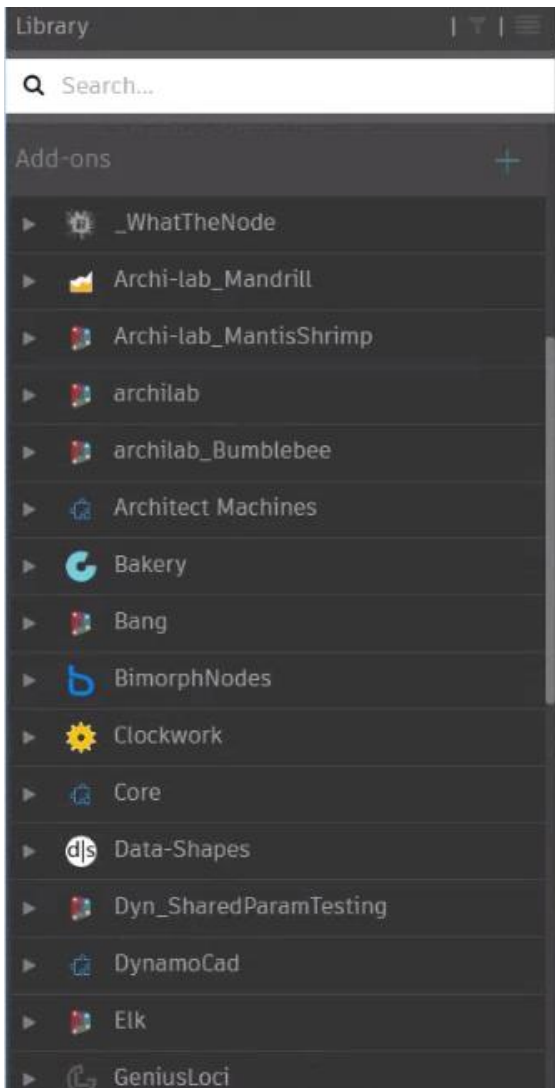 Library
Search...
Add-ons
_WhatTheNode
Archi-lab_Mandrill
Archi-lab_MantisShrimp
archilab
archilab_Bumblebee
Architect Machines
Bakery
Bang
BimorphNodes
Clockwork
Core
d|s Data-Shapes
Dyn_SharedParamTesting
DynamoCad
Elk
GeniusLoci